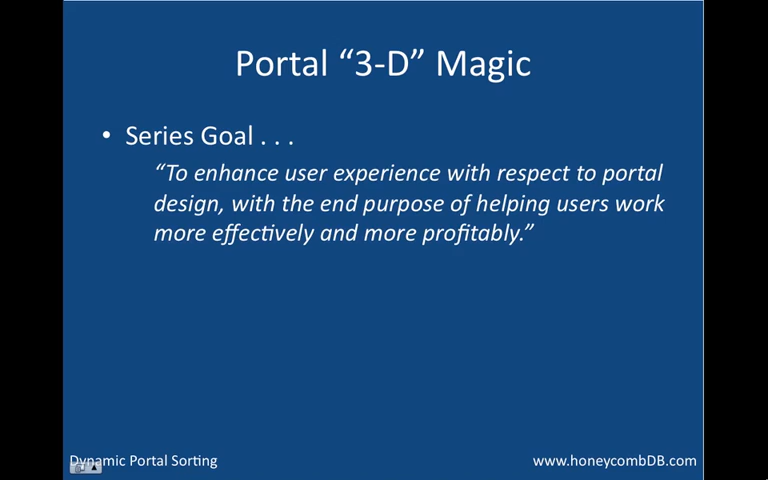 Portal “3-D” Magic
• Series Goal . . .
“To enhance user experience with respect to portal
design, with the end purpose of helping users work
more effectively and more profitably.”
Dynamic Portal Sorting
www.honeycombDB.com